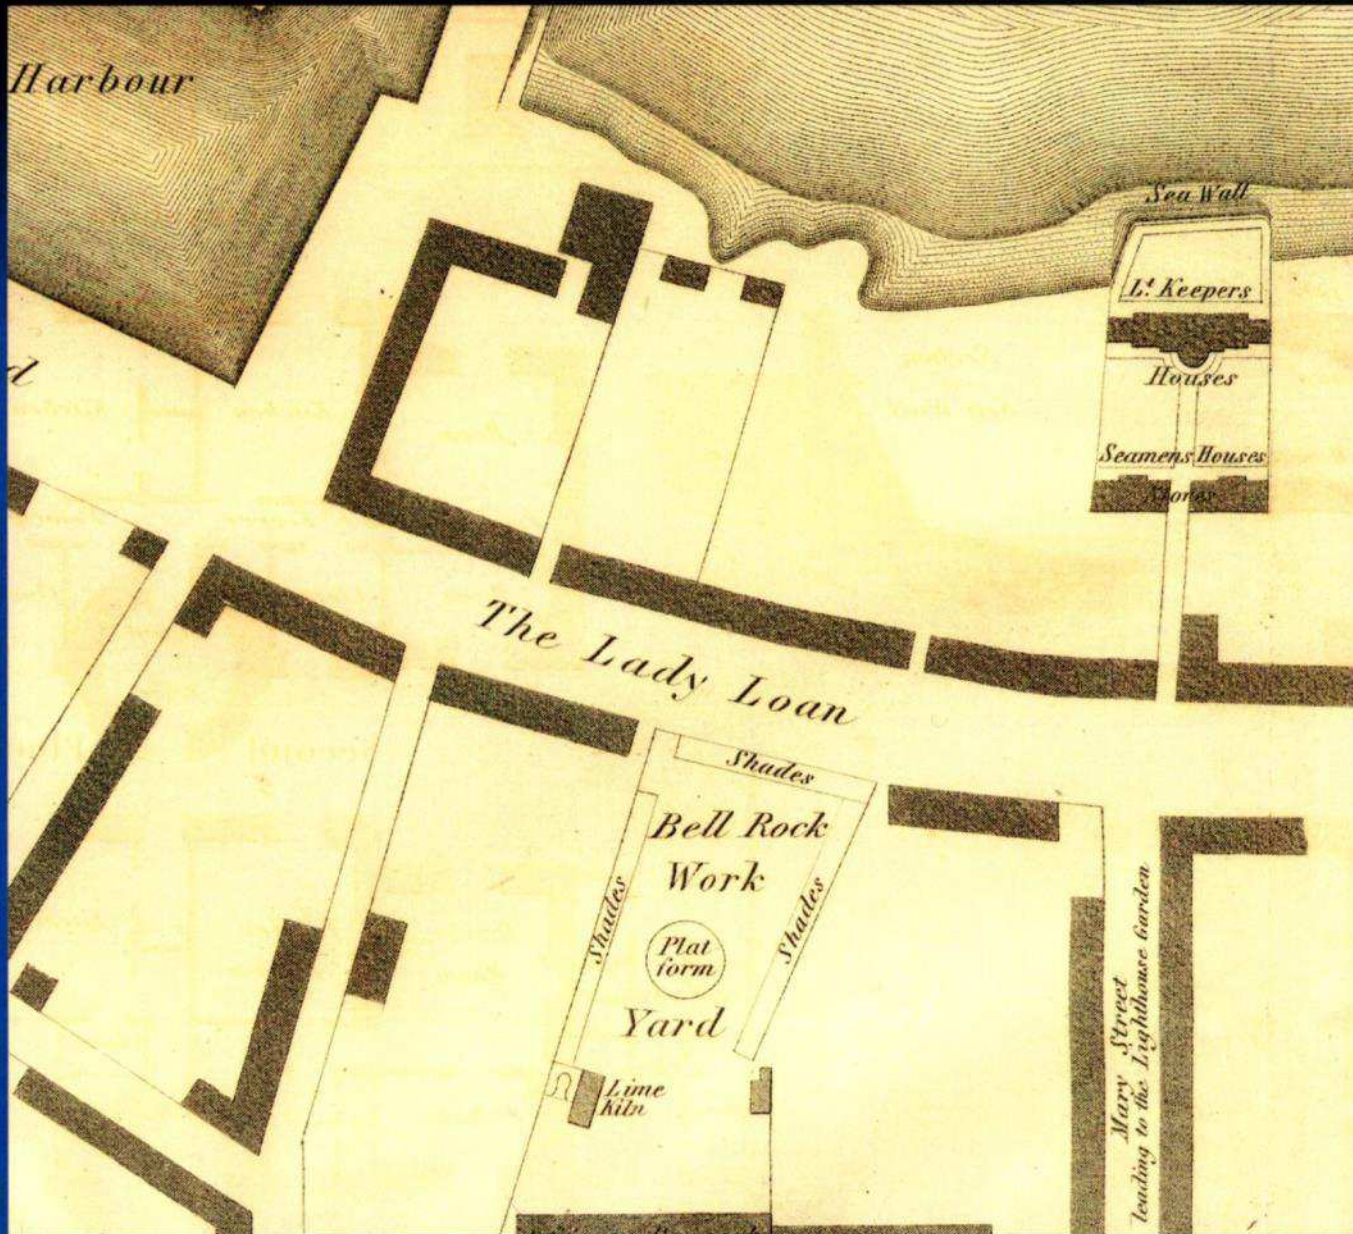 Harbour
Sea Wall
Lt. Keepers
Houses
Seamens Houses
Stores
The Lady Loan
Shades
Bell Rock
Work
Shades
Shades
Plat
form
Yard
Lime
Kiln
Mary Street
leading to the Lighthouse Garden